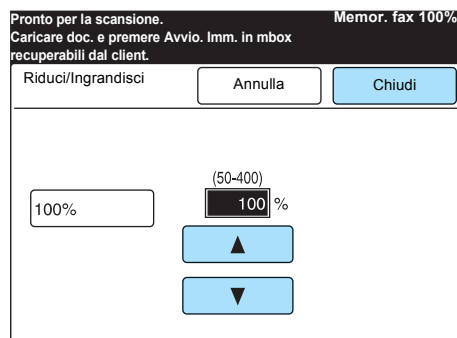 Pronto per la scansione. Memor. fax 100%
Caricare doc. e premere Avvio. Imm. in mbox
recuperabili dal client.
Riduci/Ingrandisci Annulla Chiudi
(50-400)
100% 100 %